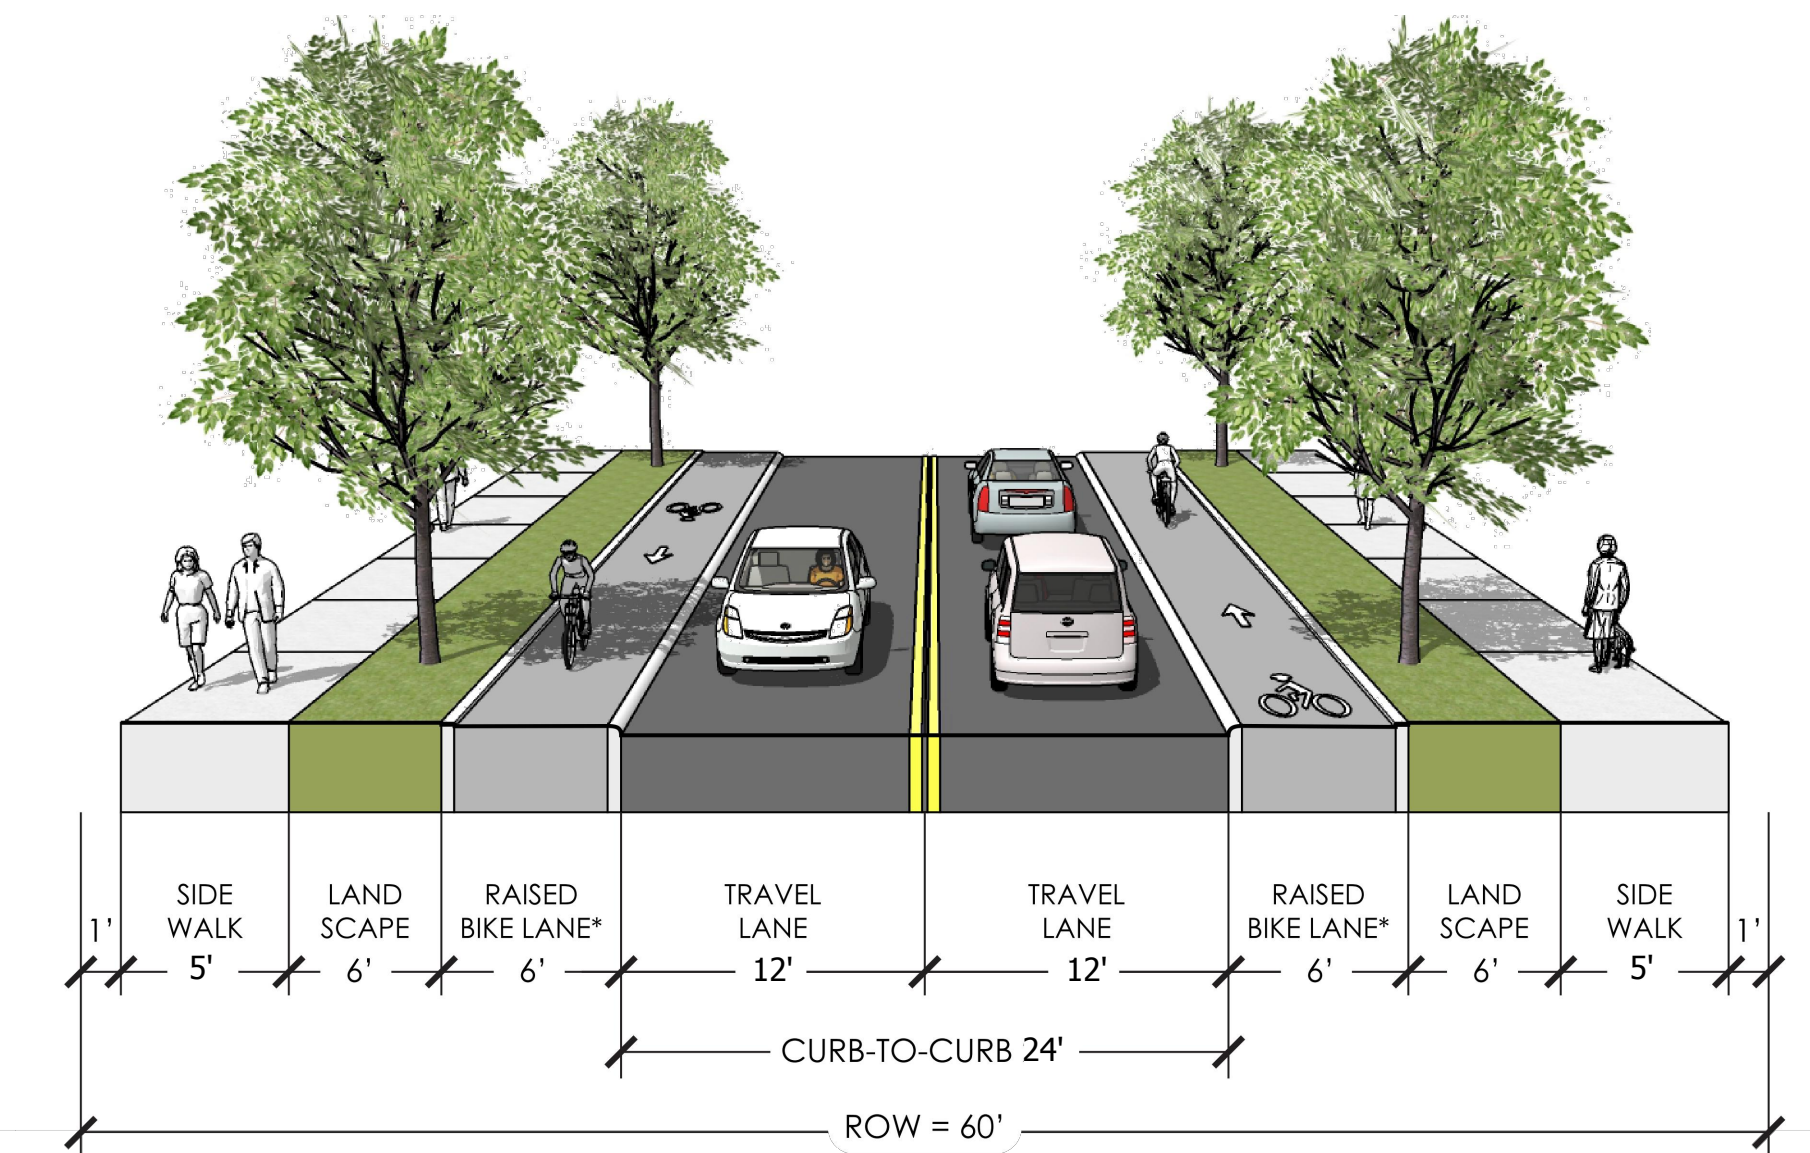 SIDE WALK
LAND SCAPE
RAISED BIKE LANE*
TRAVEL LANE
TRAVEL LANE
RAISED BIKE LANE*
LAND SCAPE
SIDE WALK
1' 5' 6' 6' 12' 12' 6' 6' 5' 1'
CURB-TO-CURB 24'
ROW = 60'